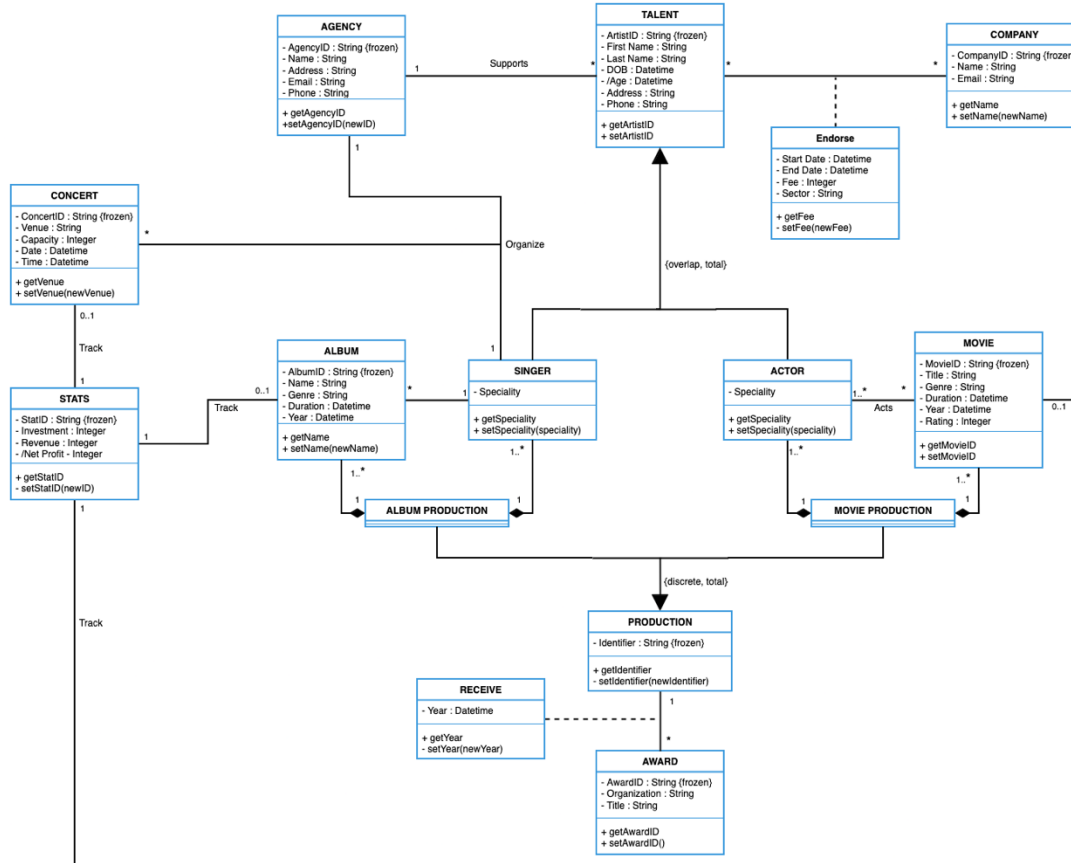 AGENCY
- AgencyID : String {frozen}
- Name : String
- Address : String
- Email : String
- Phone : String
+ getAgencyID
+setAgencyID(newID)
1
Supports
*
1
TALENT
- ArtistID : String {frozen}
- First Name : String
- Last Name : String
- DOB : Datetime
- /Age : Datetime
- Address : String
- Phone : String
+ getArtistID
+ setArtistID
*
*
COMPANY
- CompanyID : String {frozen
- Name : String
- Email : String
+ getName
+ setName(newName)
Endorse
- Start Date : Datetime
- End Date : Datetime
- Fee : Integer
- Sector : String
+ getFee
- setFee(newFee)
CONCERT
- ConcertID : String {frozen}
- Venue : String
- Capacity : Integer
- Date : Datetime
- Time : Datetime
+ getVenue
+ setVenue(newVenue)
*
Organize
{overlap, total}
0..1
Track
1
STATS
- StatID : String {frozen}
- Investment : Integer
- Revenue : Integer
- /Net Profit - Integer
+ getStatID
- setStatID(newID)
1
Track
0..1
1
ALBUM
- AlbumID : String {frozen}
- Name : String
- Genre : String
- Duration : Datetime
- Year : Datetime
+ getName
+ setName(newName)
*
1
1
SINGER
- Speciality
+ getSpeciality
+ setSpeciality(speciality)
ACTOR
- Speciality
+ getSpeciality
+ setSpeciality(speciality)
1..*
Acts
*
MOVIE
- MovieID : String {frozen}
- Title : String
- Genre : String
- Duration : Datetime
- Year : Datetime
- Rating : Integer
+ getMovieID
+ setMovieID
0..1
1..*
1
ALBUM PRODUCTION
1
1..*
1..*
1
MOVIE PRODUCTION
1
1..*
{discrete, total}
Track
PRODUCTION
- Identifier : String {frozen}
+ getIdentifier
- setIdentifier(newIdentifier)
1
*
RECEIVE
- Year : Datetime
+ getYear
- setYear(newYear)
AWARD
- AwardID : String {frozen}
- Organization : String
- Title : String
+ getAwardID
+ setAwardID()